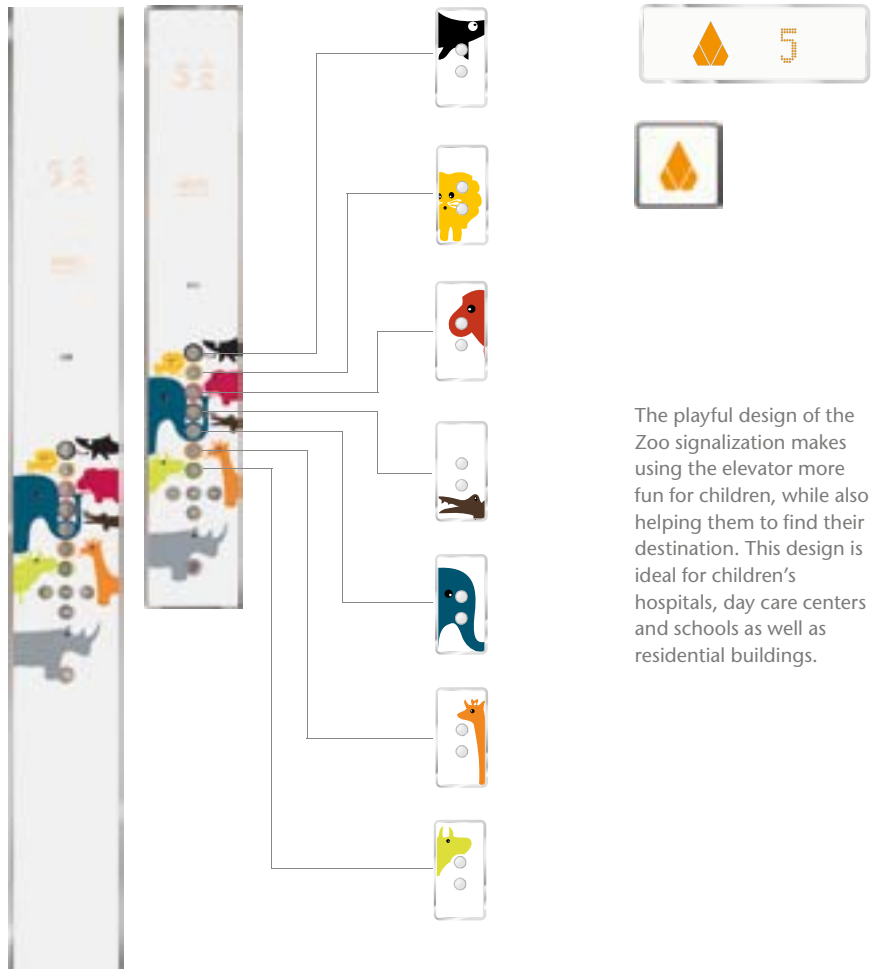 5
The playful design of the
Zoo signalization makes
using the elevator more
fun for children, while also
helping them to find their
destination. This design is
ideal for children’s
hospitals, day care centers
and schools as well as
residential buildings.